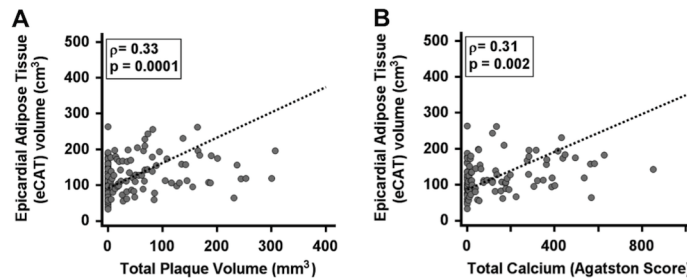 A
ρ= 0.33
p = 0.0001
Epicardial Adipose Tissue
(eCAT) volume (cm3)
500
400
300
200
100
0
0 100 200 300 400
Total Plaque Volume (mm3)
B
ρ= 0.31
p = 0.002
Epicardial Adipose Tissue
(eCAT) volume (cm3)
500
400
300
200
100
0
0 400 800
Total Calcium (Agatston Score)